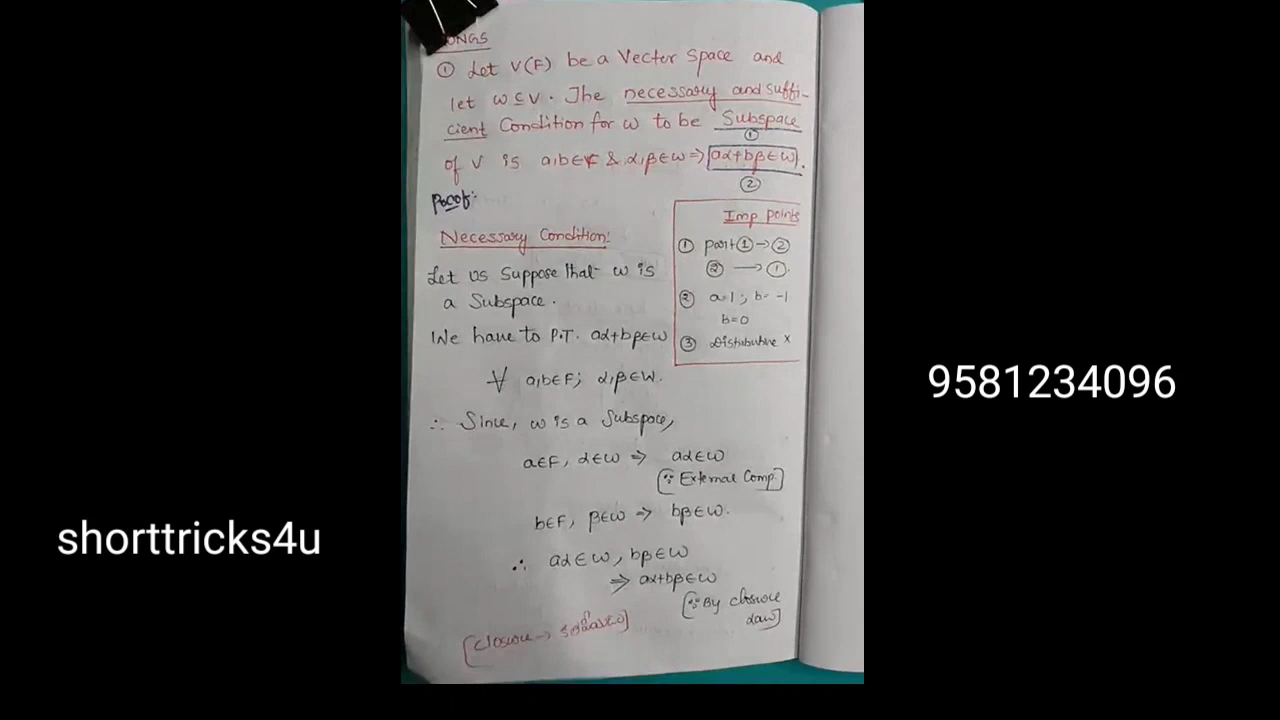 ① Let V(F) be a Vector Space and
let W⊆V. The necessary and suffi-
cient Condition for W to be Subspace
①
of V is a,b∈F & α,β∈W ⇒ aα+bβ∈W.
②
Proof:
Imp points
① part ① → ②
② → ①.
② a=1; b=-1
b=0
③ Distributive x
Necessary Condition:
Let us suppose that W is
a Subspace.
We have to P.T. aα+bβ∈W
∀ a,b∈F; α,β∈W.
∴ Since, W is a Subspace,
a∈F, α∈W ⇒ aα∈W
[∵ External Comp.]
b∈F, β∈W ⇒ bβ∈W.
∴ aα∈W, bβ∈W
⇒ aα+bβ∈W
[∵ By closure
Law]
[closure →
shorttricks4u
9581234096